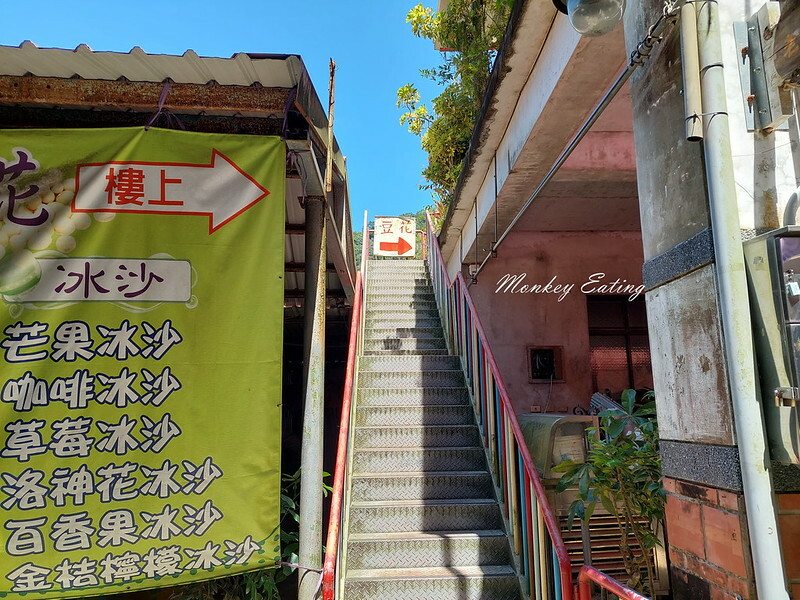 花
樓上
冰沙
芒果冰沙
咖啡冰沙
草莓冰沙
洛神花冰沙
百香果冰沙
金桔檸檬冰沙
豆花
Monkey Eating